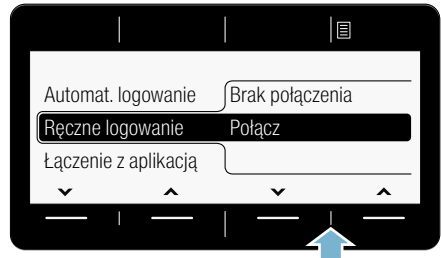 Automat. logowanie Brak połączenia
Ręczne logowanie Połącz
Łączenie z aplikacją